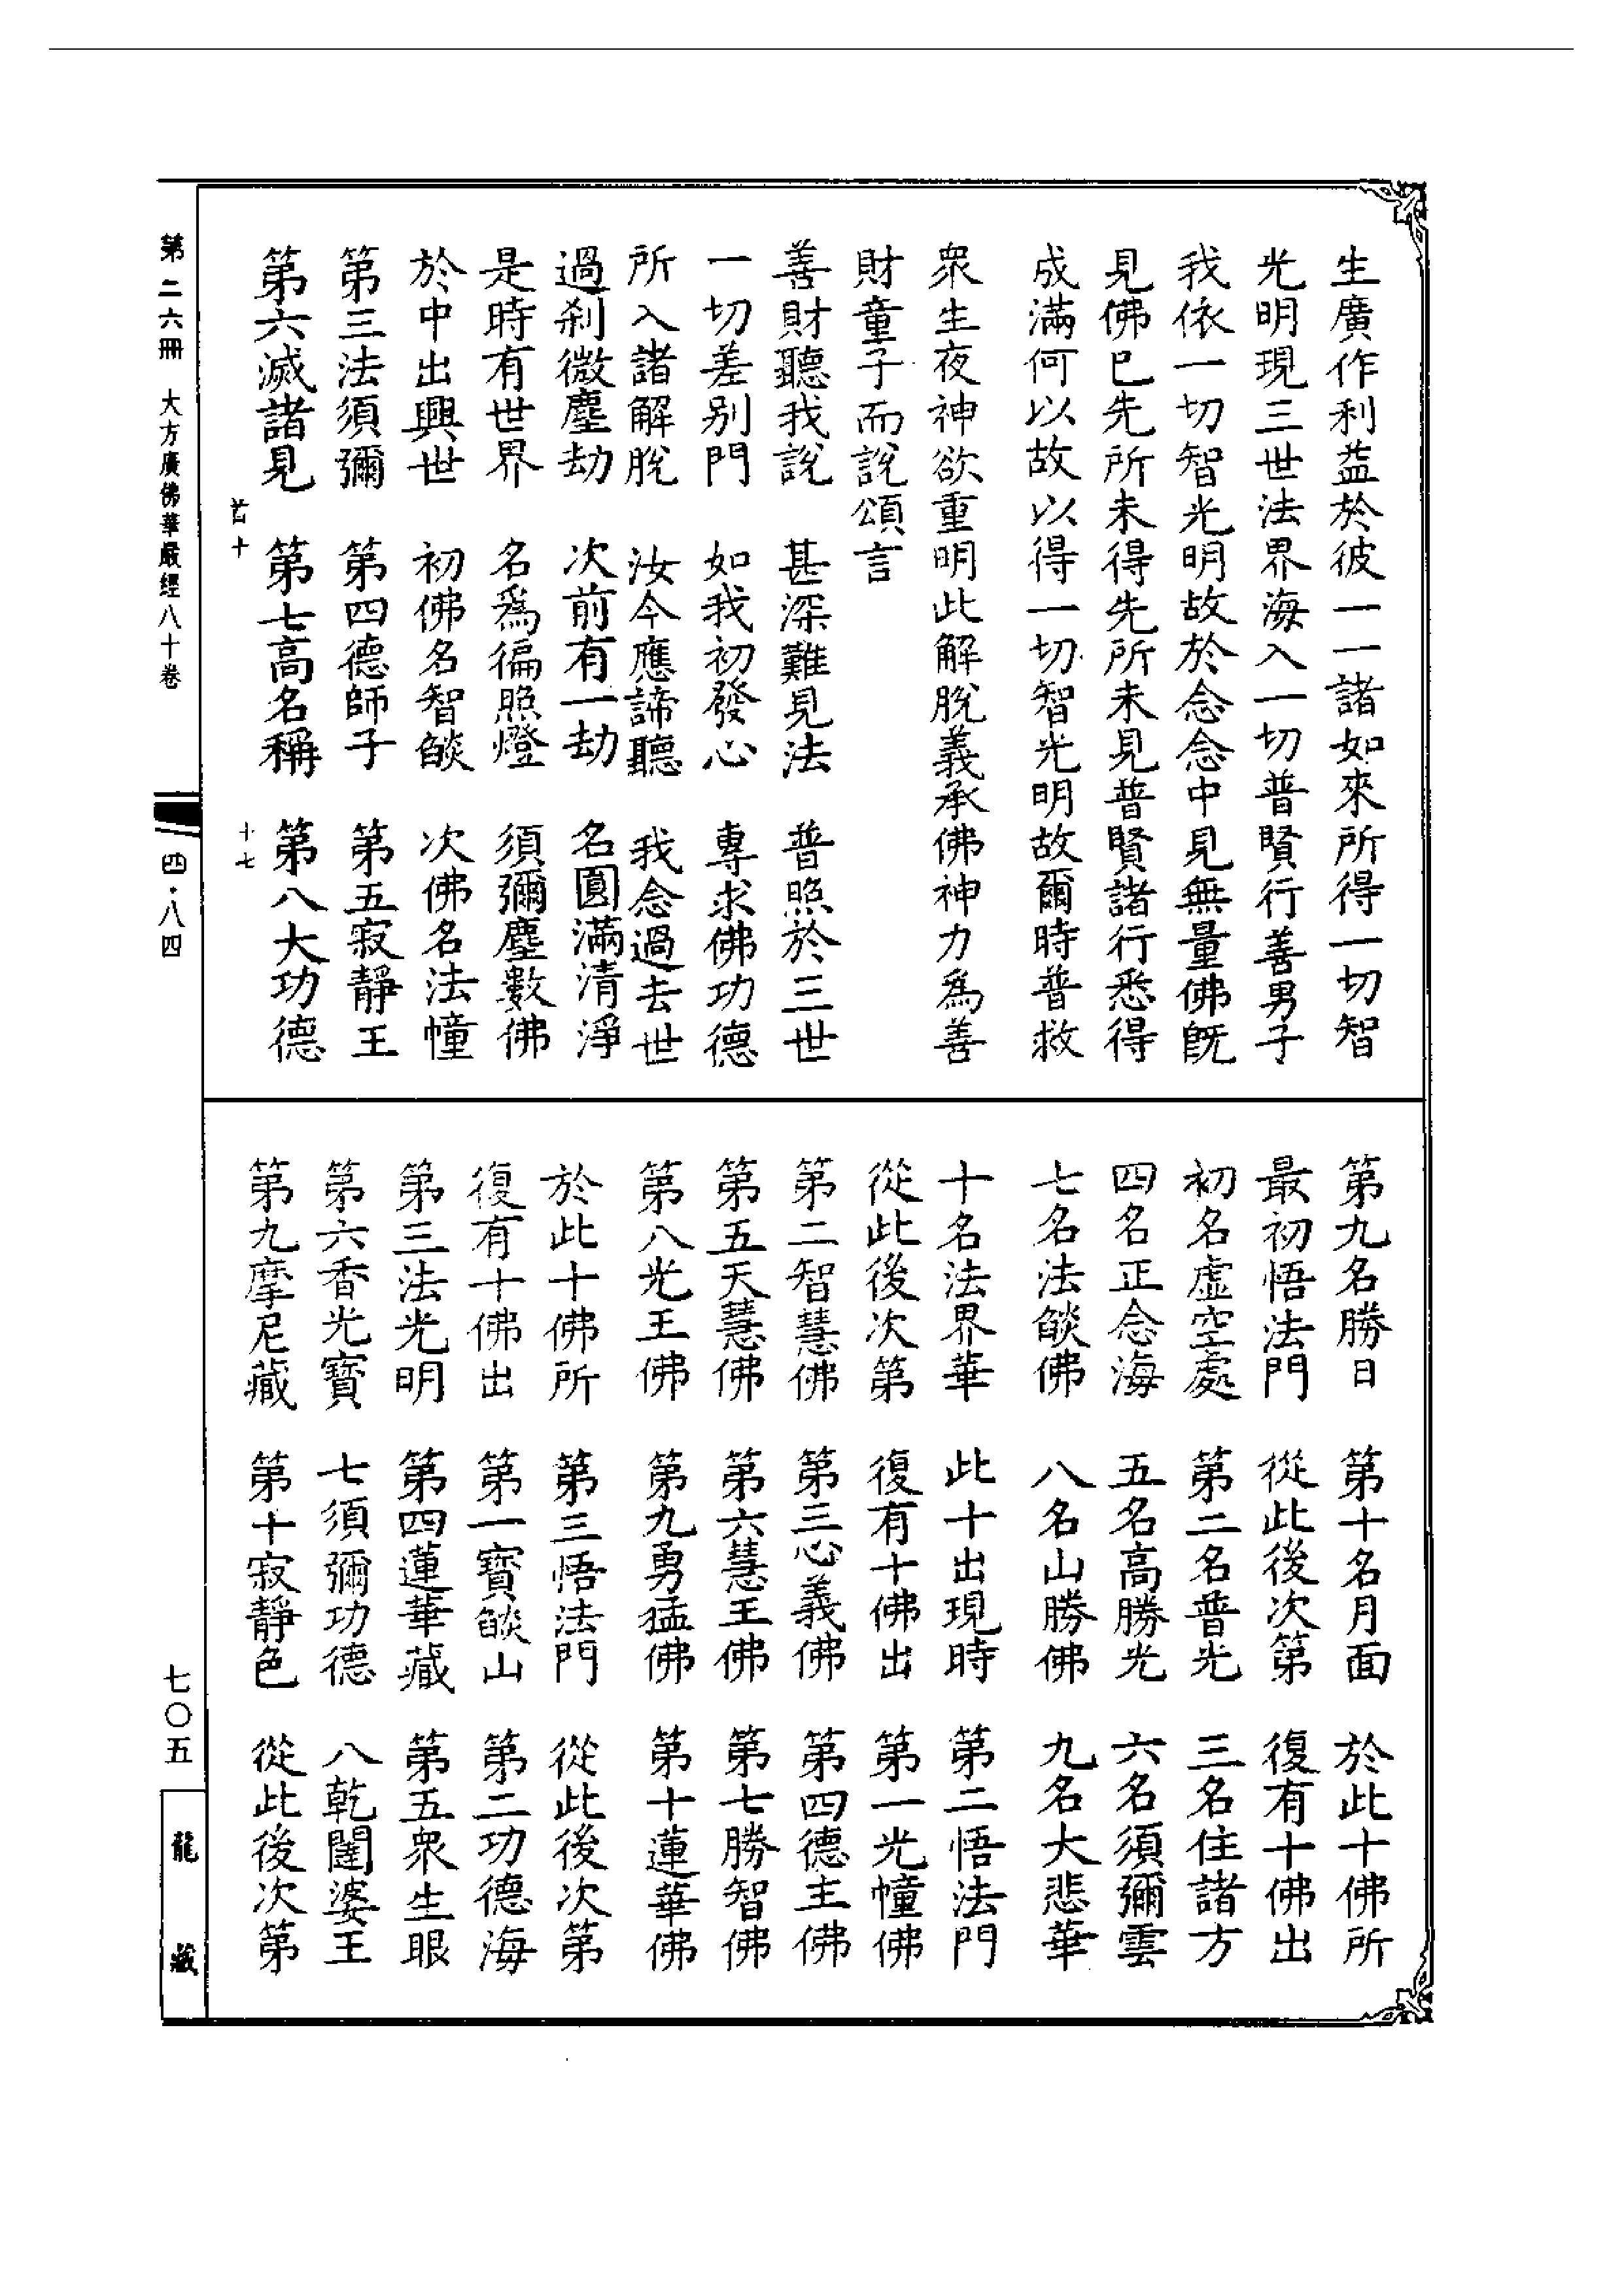 生廣作利益於彼一一諸如來所得一切智
光明現三世法界海入一切普賢行善男子
我依一切智光明故於念念中見無量佛旣
見佛已先所未得先所未見普賢諸行悉得
成滿何以故以得一切智光明故爾時普救
眾生夜神欲重明此解脫義承佛神力為善
財童子而說頌言
善財聽我說　甚深難見法　普照於三世
一切差別門　如我初發心　專求佛功德
所入諸解脫　汝今應諦聽　我念過去世
過剎微塵劫　次前有一劫　名圓滿清淨
是時有世界　名為徧照燈　須彌塵數佛
於中出興世　初佛名智燄　次佛名法幢
第三法須彌　第四德師子　第五寂靜王
第六滅諸見　第七高名稱　第八大功德
第九名勝日　第十名月面　於此十佛所
最初悟法門　從此後次第　復有十佛出
初名虛空處　第二名普光　三名住諸方
四名正念海　五名高勝光　六名須彌雲
七名法燄佛　八名山勝佛　九名大悲華
十名法界華　此十出現時　第二悟法門
從此後次第　復有十佛出　第一光幢佛
第二智慧佛　第三心義佛　第四德主佛
第五天慧佛　第六慧王佛　第七勝智佛
第八光王佛　第九勇猛佛　第十蓮華佛
於此十佛所　第三悟法門　從此後次第
復有十佛出　第一寶燄山　第二功德海
第三法光明　第四蓮華藏　第五眾生眼
第六香光寶　七須彌功德　八乾闥婆王
第九摩尼藏　第十寂靜色　從此後次第
十
十七
第二六冊　大方廣佛華嚴經八十卷
四·八四
七〇五
龍藏